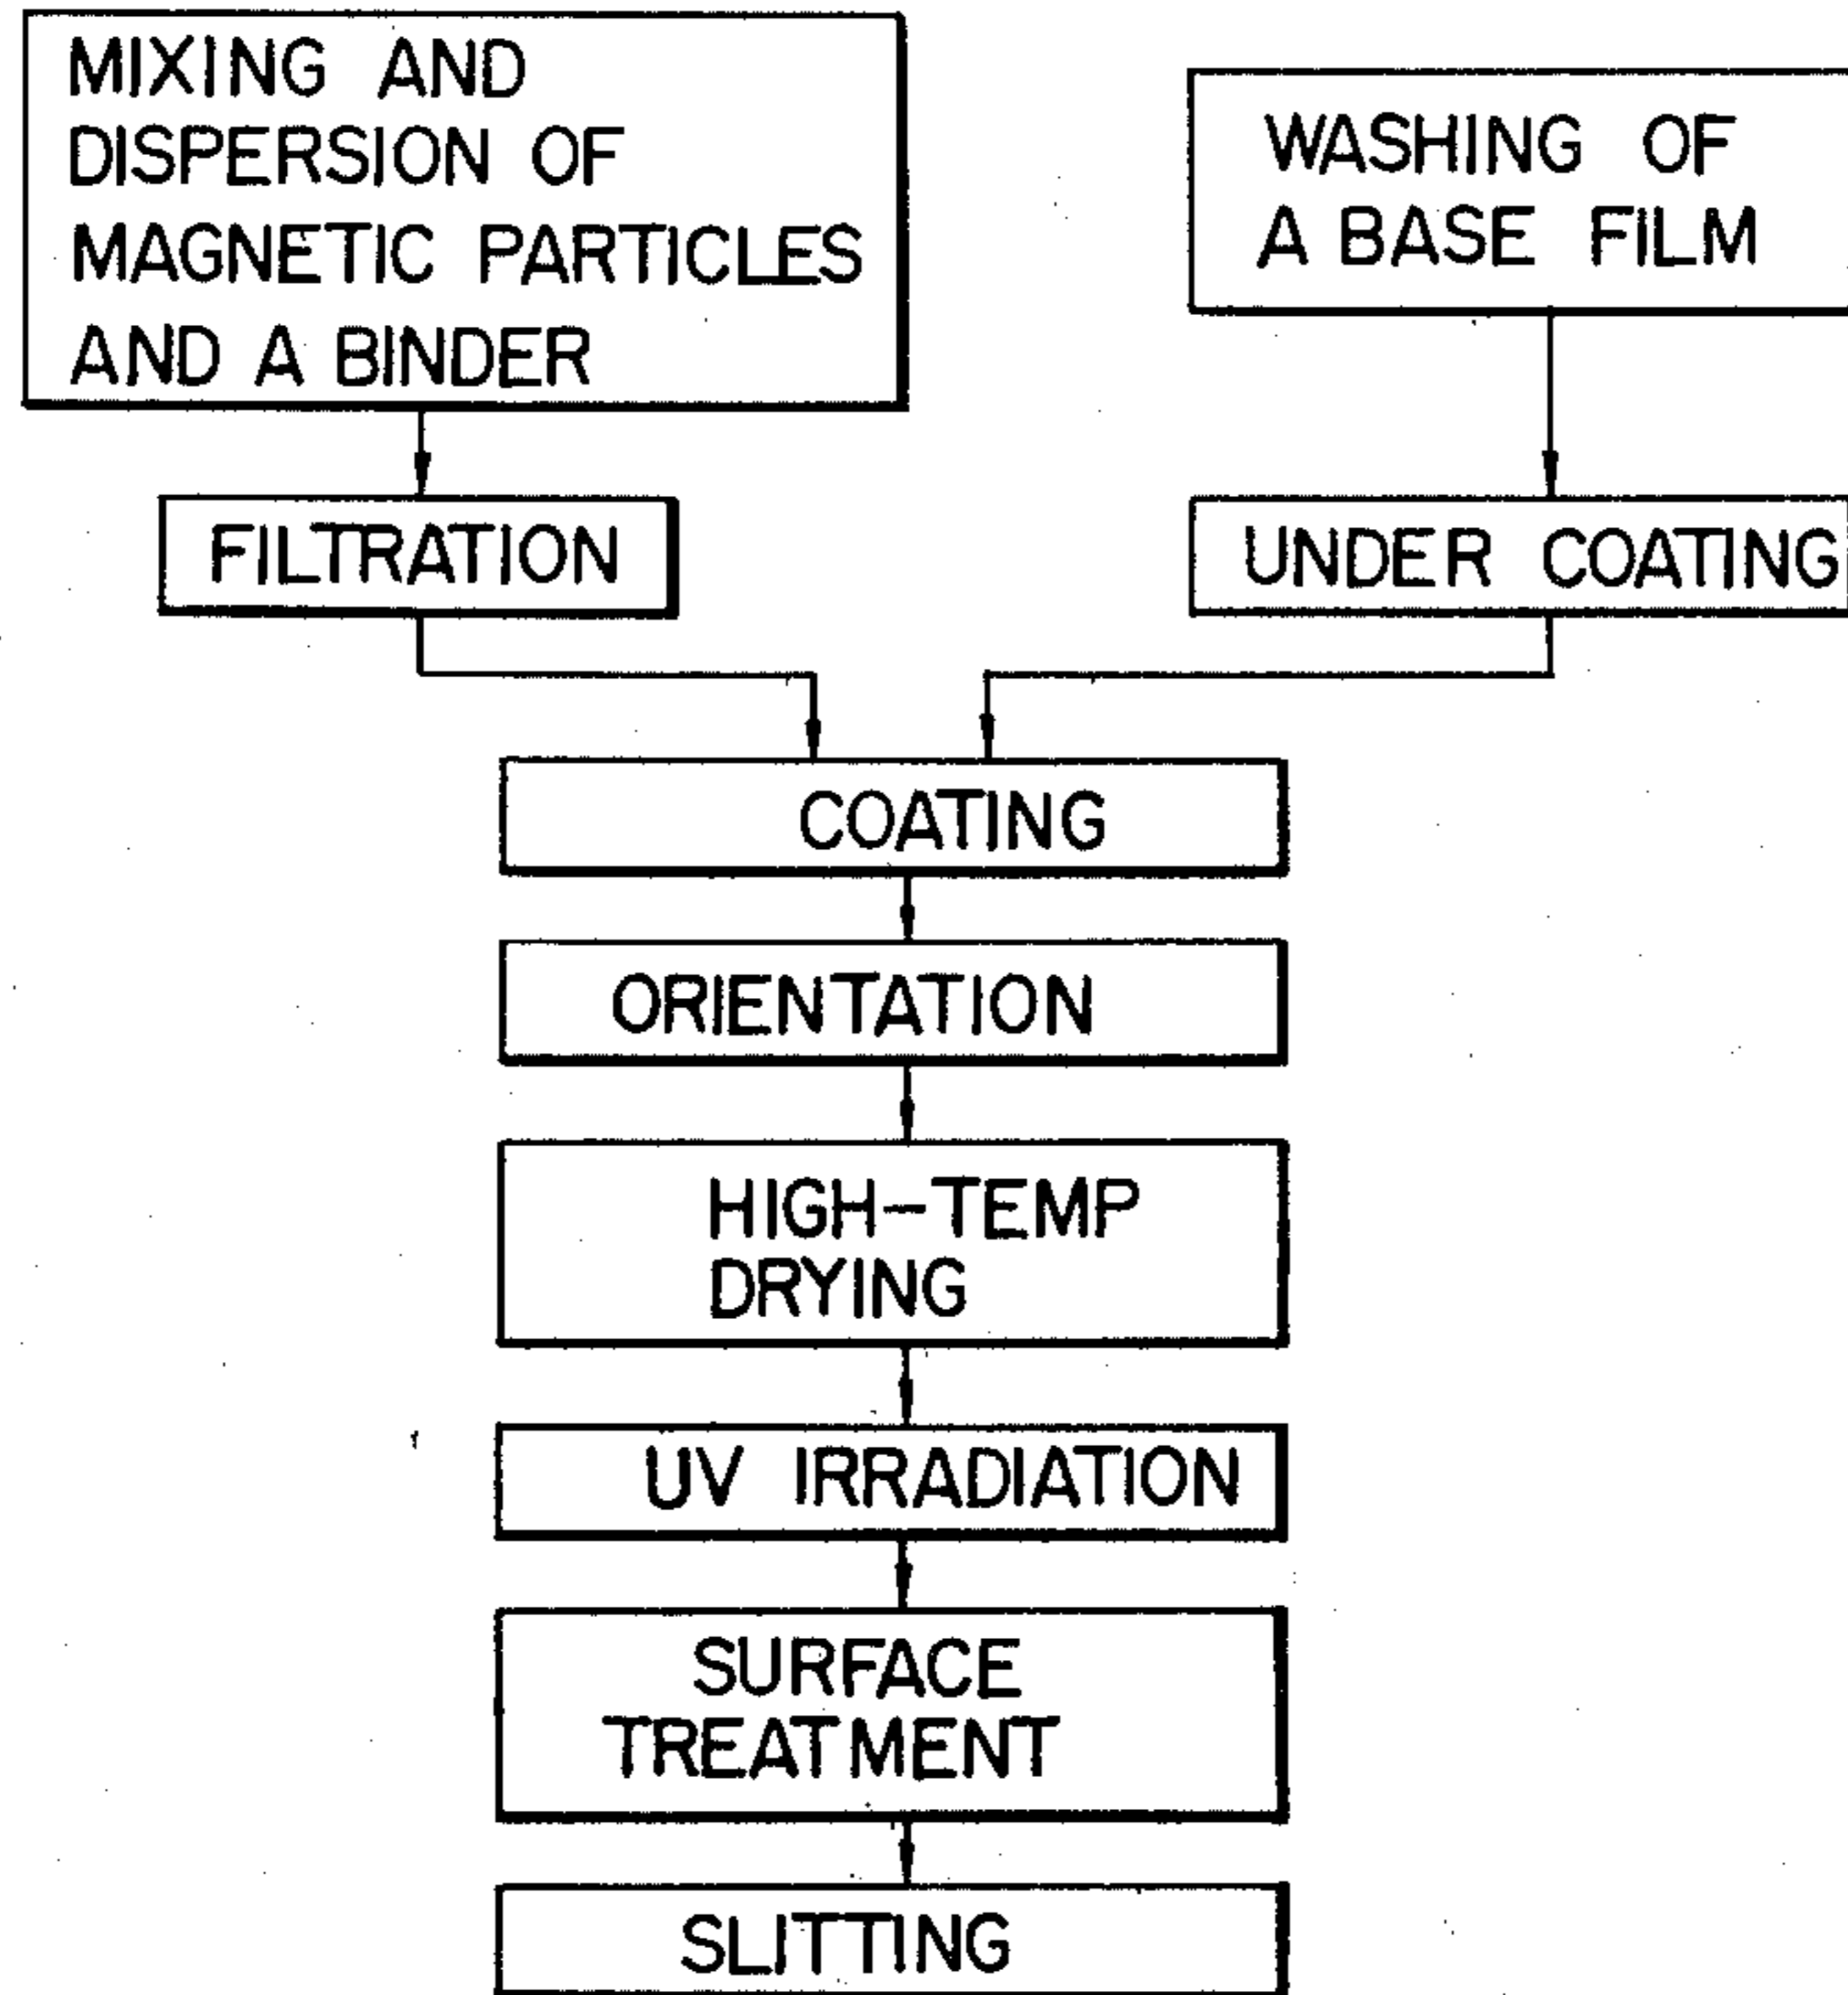 MIXING AND
DISPERSION OF
MAGNETIC PARTICLES
AND A BINDER
WASHING OF
A BASE FILM
FILTRATION
UNDER COATING
COATING
ORIENTATION
HIGH-TEMP
DRYING
UV IRRADIATION
SURFACE
TREATMENT
SLITTING